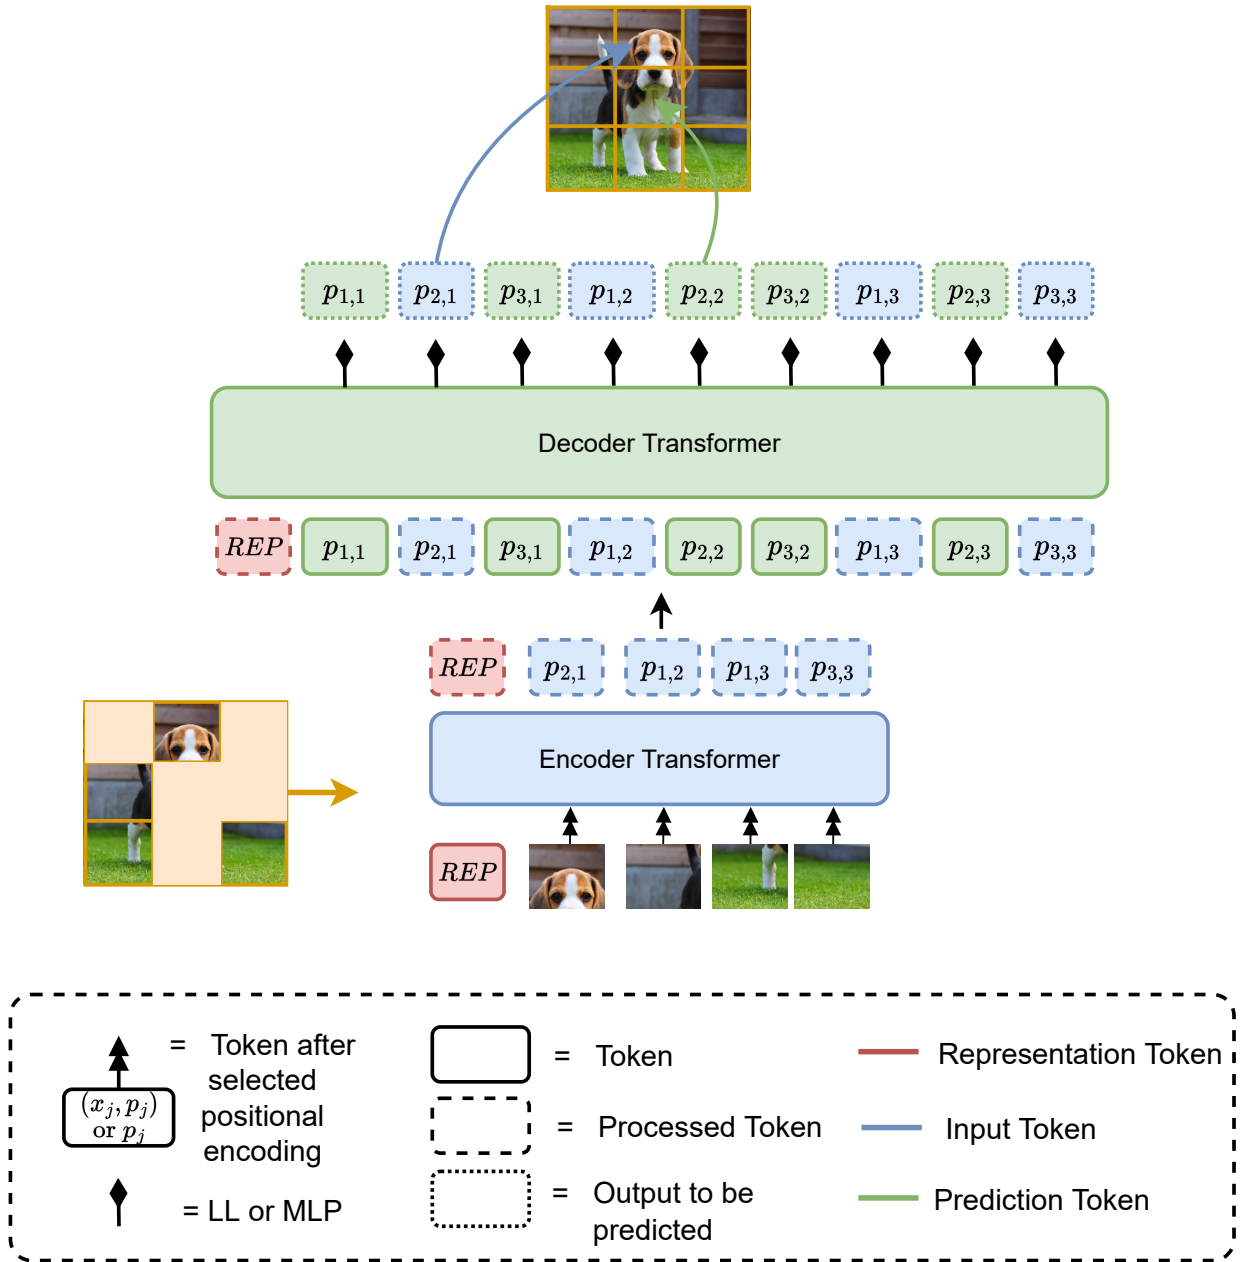 p1,1 p2,1 p3,1 p1,2 p2,2 p3,2 p1,3 p2,3 p3,3
Decoder Transformer
REP p1,1 p2,1 p3,1 p1,2 p2,2 p3,2 p1,3 p2,3 p3,3
REP p2,1 p1,2 p1,3 p3,3
Encoder Transformer
REP
(xj, pj)
or pj
= Token after
selected
positional
encoding
= LL or MLP
= Token
= Processed Token
= Output to be
predicted
Representation Token
Input Token
Prediction Token